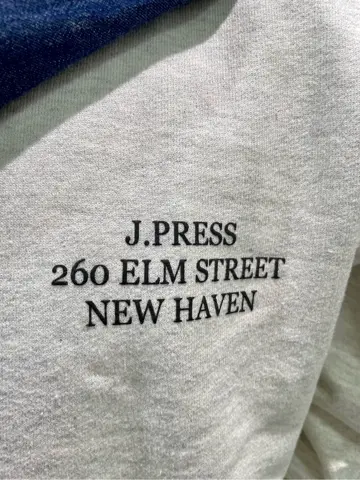 J.PRESS
260 ELM STREET
NEW HAVEN